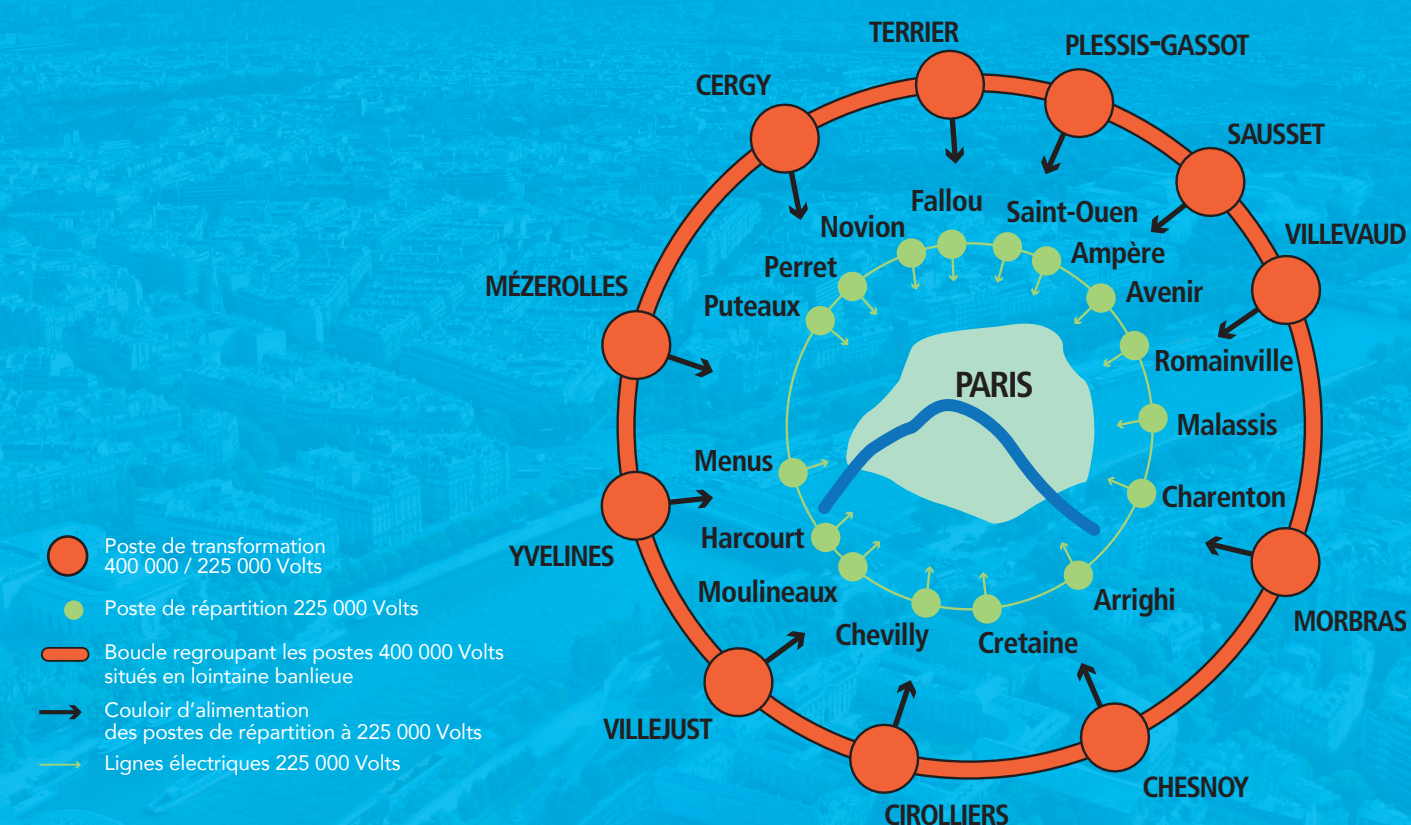 TERRIER
PLESSIS-GASSOT
CERGY
SAUSSET
VILLEVAUD
MÉZEROLLES
YVELINES
VILLEJUST
CIROLLIERS
CHESNOY
MORBRAS
Fallou
Saint-Ouen
Novion
Ampère
Perret
Avenir
Puteaux
Romainville
PARIS
Malassis
Menus
Charenton
Harcourt
Moulineaux
Arrighi
Chevilly
Cretaine
Poste de transformation
400 000 / 225 000 Volts
Poste de répartition 225 000 Volts
Boucle regroupant les postes 400 000 Volts
situés en lointaine banlieue
Couloir d'alimentation
des postes de répartition à 225 000 Volts
Lignes électriques 225 000 Volts